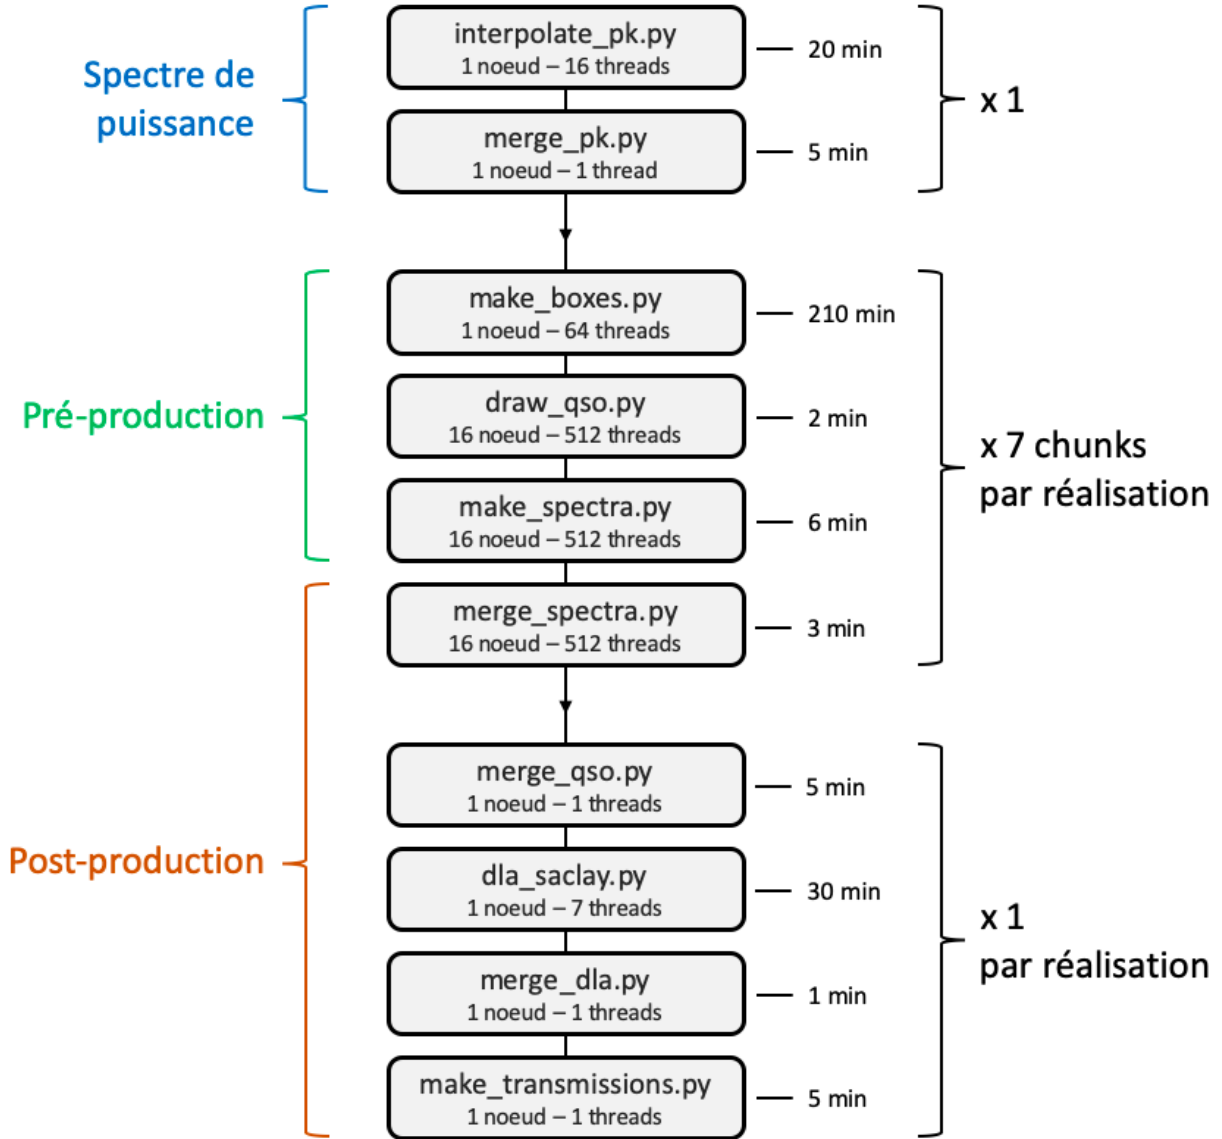 Spectre de
puissance
interpolate_pk.py
1 noeud – 16 threads
20 min
merge_pk.py
1 noeud – 1 thread
5 min
x 1
Pré-production
make_boxes.py
1 noeud – 64 threads
210 min
draw_qso.py
16 noeud – 512 threads
2 min
make_spectra.py
16 noeud – 512 threads
6 min
merge_spectra.py
16 noeud – 512 threads
3 min
x 7 chunks
par réalisation
Post-production
merge_qso.py
1 noeud – 1 threads
5 min
dla_saclay.py
1 noeud – 7 threads
30 min
merge_dla.py
1 noeud – 1 threads
1 min
make_transmissions.py
1 noeud – 1 threads
5 min
x 1
par réalisation